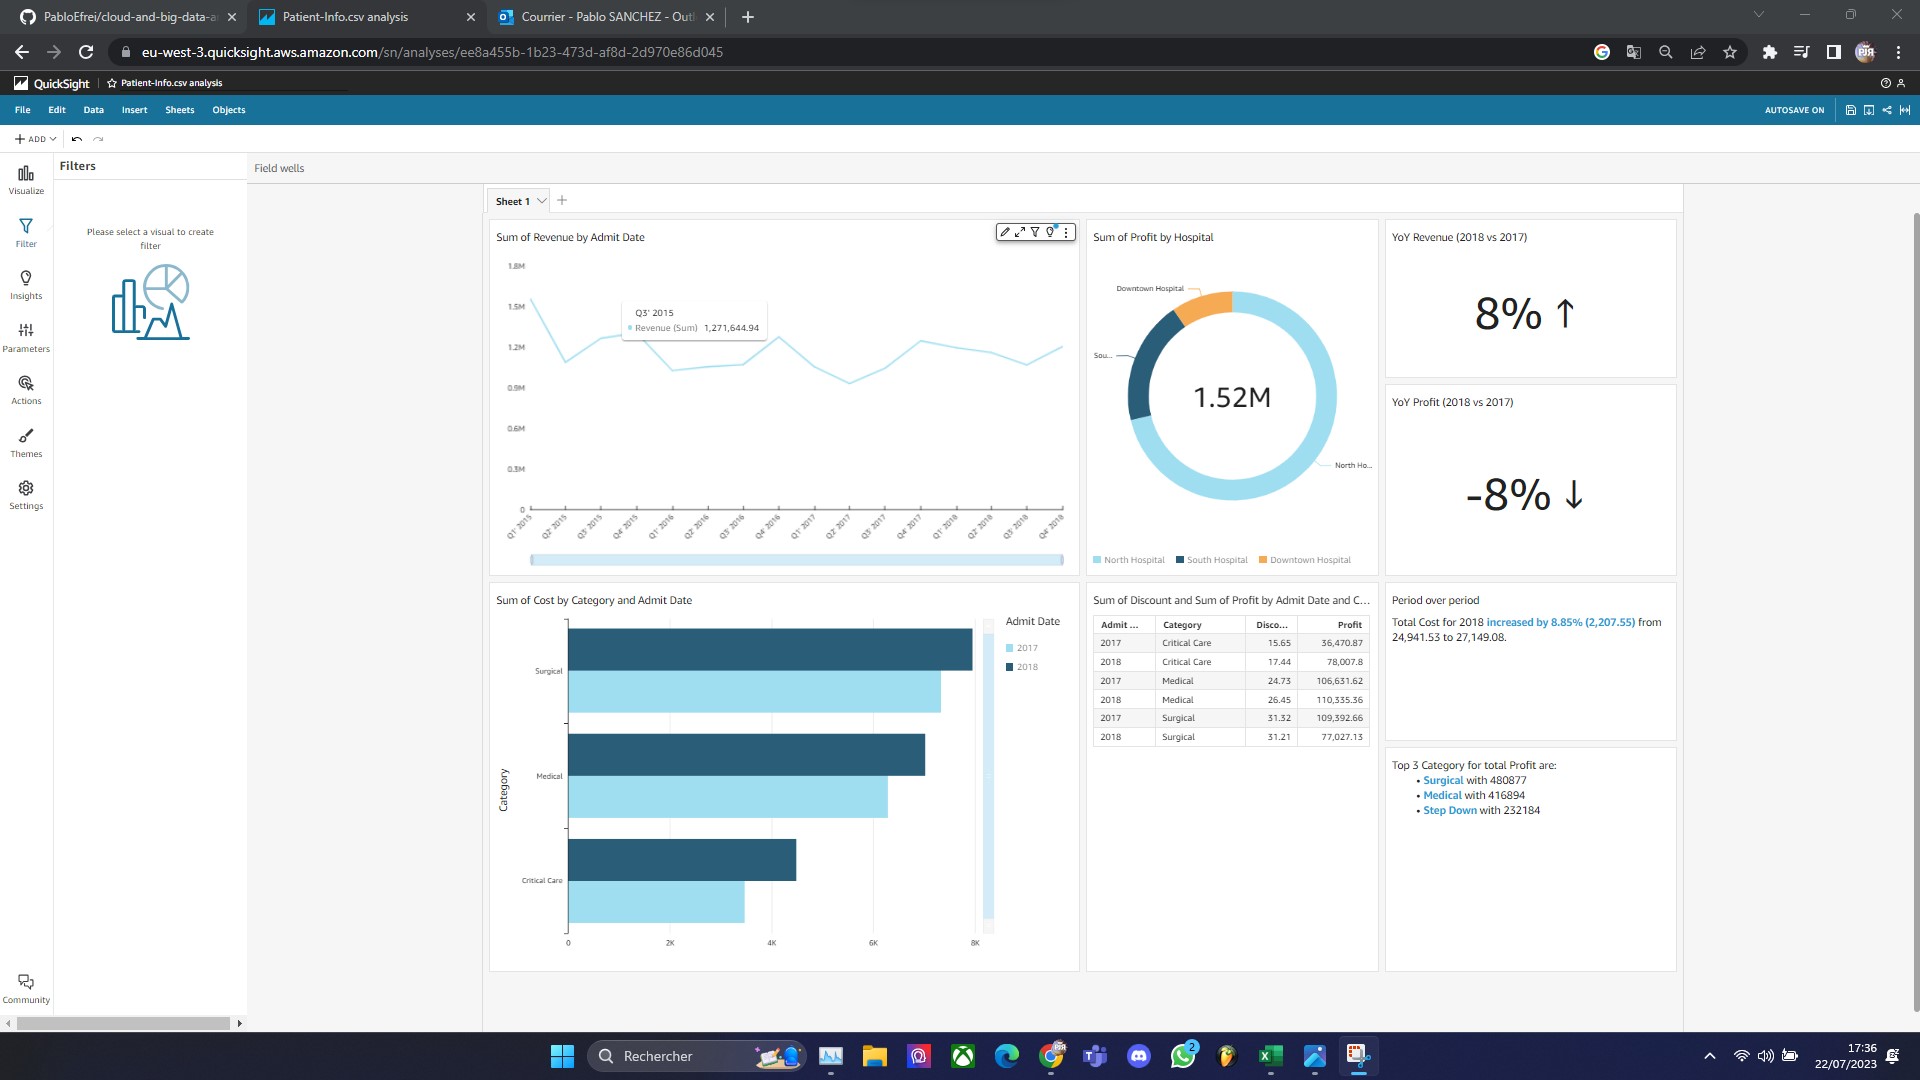 PabloEfrei/cloud-and-big-data-a
Patient-Info.csv analysis
Courrier - Pablo SANCHEZ - Outl
eu-west-3.quicksight.aws.amazon.com/sn/analyses/ee8a455b-1b23-473d-af8d-2d970e86d045
QuickSight
Patient-Info.csv analysis
File Edit Data Insert Sheets Objects
AUTOSAVE ON
ADD
Visualize
Filter
Insights
Parameters
Actions
Themes
Settings
Community
Filters
Please select a visual to create
filter
Field wells
Sheet 1
Sum of Revenue by Admit Date
1.8M
1.5M
1.2M
0.9M
0.6M
0.3M
0
Q3' 2015
Revenue (Sum) 1,271,644.94
Q1' 2015 Q2' 2015 Q3' 2015 Q4' 2015 Q1' 2016 Q2' 2016 Q3' 2016 Q4' 2016 Q1' 2017 Q2' 2017 Q3' 2017 Q4' 2017 Q1' 2018 Q2' 2018 Q3' 2018 Q4' 2018
Sum of Profit by Hospital
Downtown Hospital
Sou...
1.52M
North Ho...
North Hospital South Hospital Downtown Hospital
YoY Revenue (2018 vs 2017)
8% ↑
YoY Profit (2018 vs 2017)
-8% ↓
Sum of Cost by Category and Admit Date
Category
Surgical
Medical
Critical Care
0 2K 4K 6K 8K
Admit Date
2017
2018
Sum of Discount and Sum of Profit by Admit Date and C...
Admit ... Category Disco... Profit
2017 Critical Care 15.65 36,470.87
2018 Critical Care 17.44 78,007.8
2017 Medical 24.73 106,631.62
2018 Medical 26.45 110,335.36
2017 Surgical 31.32 109,392.66
2018 Surgical 31.21 77,027.13
Period over period
Total Cost for 2018 increased by 8.85% (2,207.55) from
24,941.53 to 27,149.08.
Top 3 Category for total Profit are:
• Surgical with 480877
• Medical with 416894
• Step Down with 232184
Rechercher
2
17:36
22/07/2023